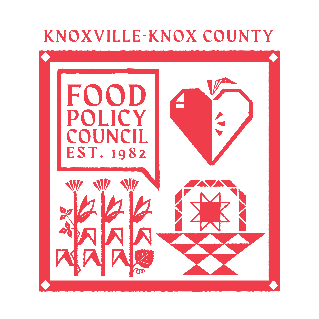 KNOXVILLE-KNOX COUNTY
FOOD
POLICY
COUNCIL
EST. 1982